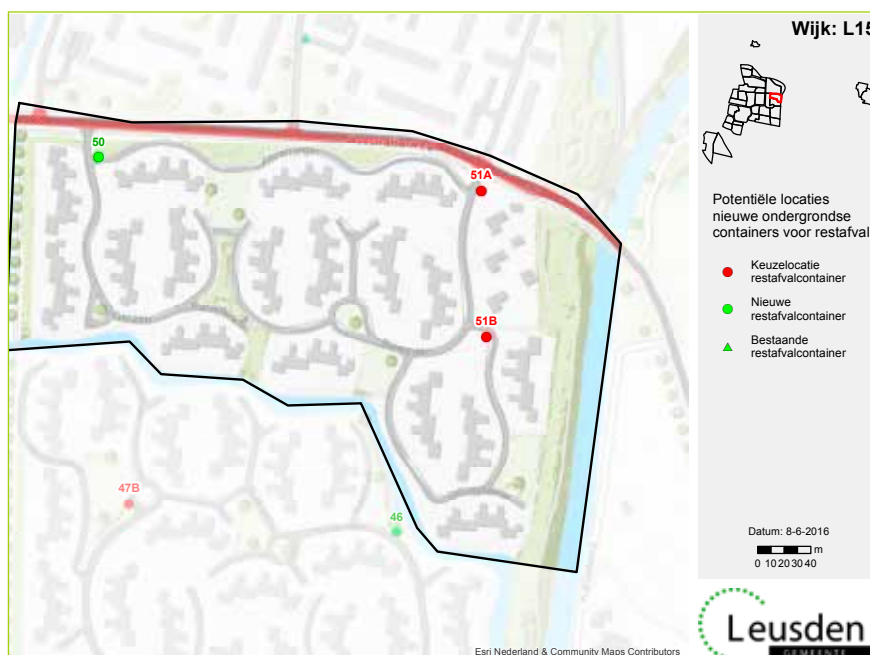 Wijk: L15
50
51A
51B
47B
46
Potentiële locaties
nieuwe ondergrondse
containers voor restafval
Keuzelocatie
restafvalcontainer
Nieuwe
restafvalcontainer
Bestaande
restafvalcontainer
Datum: 8-6-2016
m
0 10 20 30 40
Esri Nederland & Community Maps Contributors
Leusden
GEMEENTE